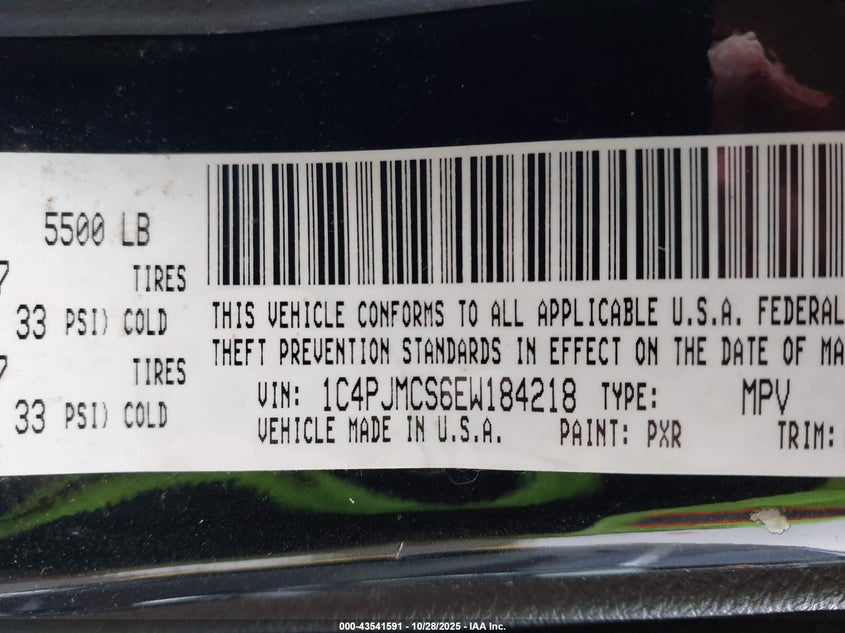 5500 LB
7 TIRES
33 PSI) COLD
7 TIRES
33 PSI) COLD
THIS VEHICLE CONFORMS TO ALL APPLICABLE U.S.A. FEDERAL
THEFT PREVENTION STANDARDS IN EFFECT ON THE DATE OF MA
VIN: 1C4PJMCS6EW184218 TYPE: MPV
VEHICLE MADE IN U.S.A. PAINT: PXR TRIM:
000-43541591 - 10/28/2025 - IAA Inc.